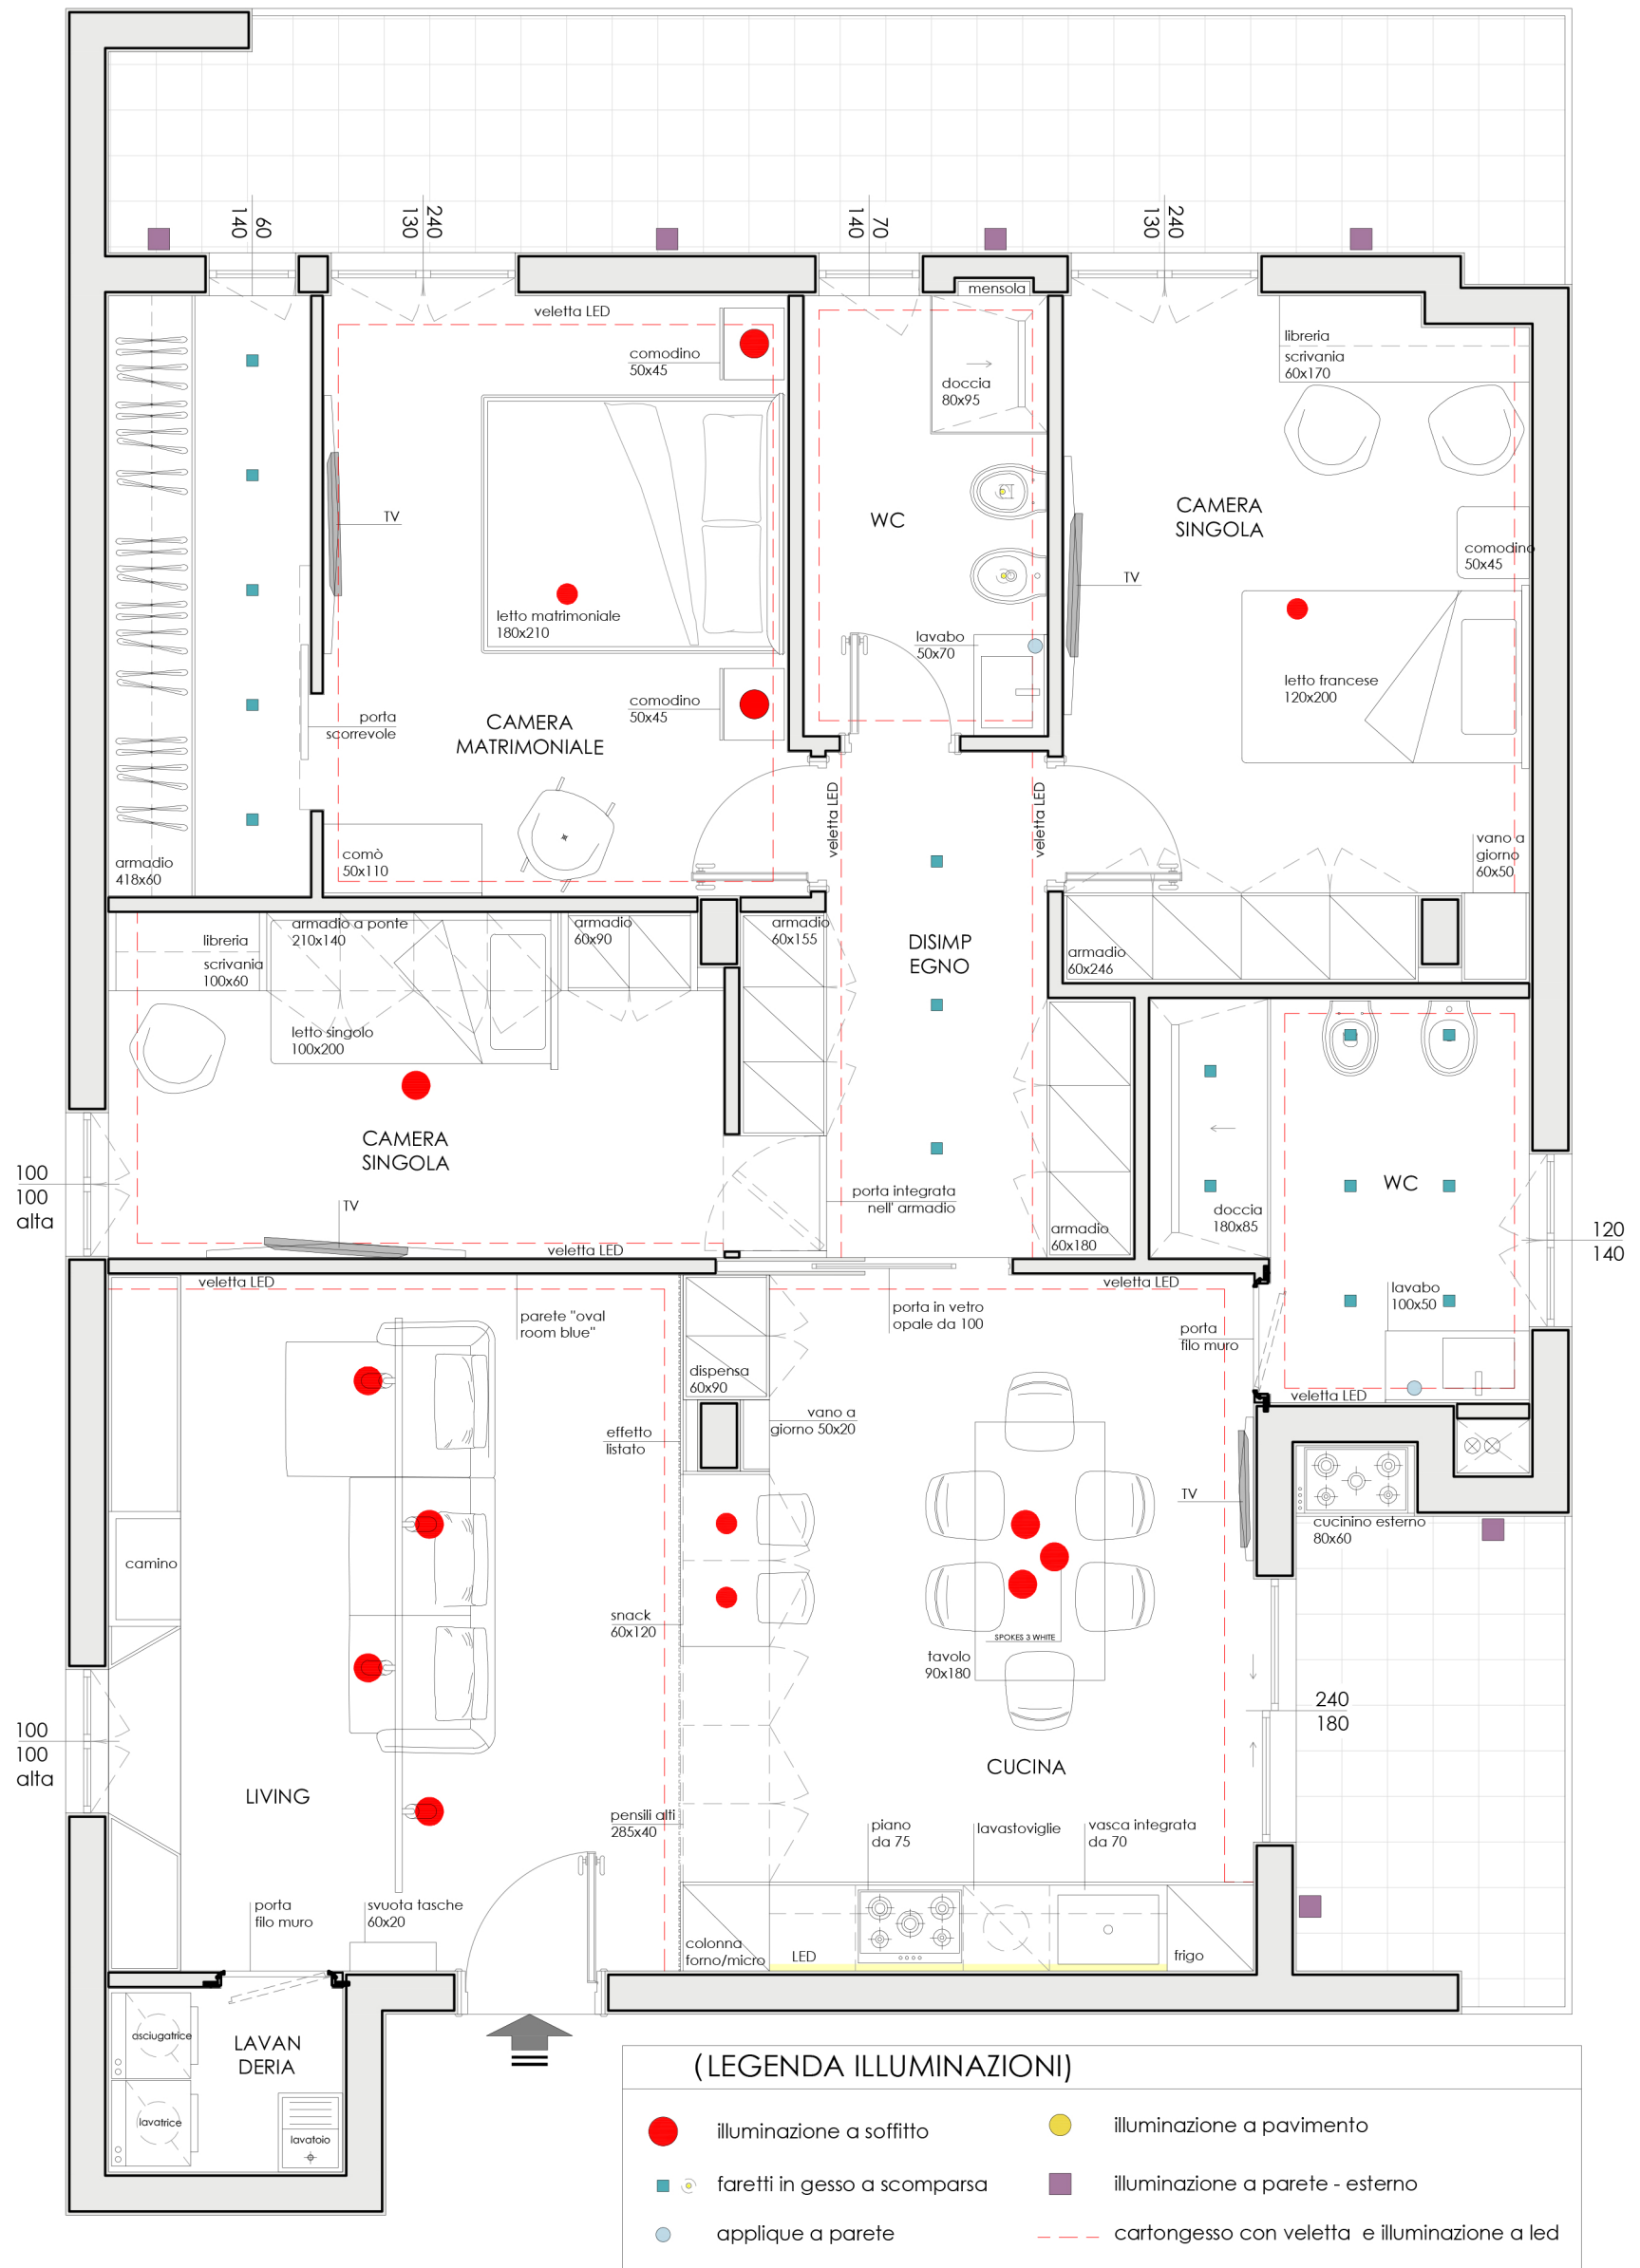 140
60
130
240
140
70
130
240
veletta LED
mensola
comodino
50x45
doccia
80x95
libreria
scrivania
60x170
TV
WC
CAMERA
SINGOLA
comodino
50x45
TV
letto matrimoniale
180x210
lavabo
50x70
letto francese
120x200
comodino
50x45
porta
scorrevole
CAMERA
MATRIMONIALE
veletta LED
veletta LED
armadio
418x60
comò
50x110
vano a
giorno
60x50
libreria
scrivania
100x60
armadio a ponte
210x140
armadio
60x90
armadio
60x155
DISIMP
EGNO
armadio
60x246
letto singolo
100x200
CAMERA
SINGOLA
100
100
alta
TV
veletta LED
porta integrata
nell' armadio
armadio
60x180
doccia
180x85
WC
120
140
veletta LED
parete "oval
room blue"
porta in vetro
opale da 100
veletta LED
porta
filo muro
lavabo
100x50
veletta LED
dispensa
60x90
vano a
giorno 50x20
effetto
listato
TV
cucinino esterno
80x60
camino
snack
60x120
SPOKES 3 WHITE
tavolo
90x180
240
180
100
100
alta
LIVING
CUCINA
pensili alti
285x40
piano
da 75
lavastoviglie
vasca integrata
da 70
porta
filo muro
svuota tasche
60x20
colonna
forno/micro
LED
frigo
asciugatrice
LAVAN
DERIA
lavatrice
lavatoio
(LEGENDA ILLUMINAZIONI)
illuminazione a soffitto
illuminazione a pavimento
faretti in gesso a scomparsa
illuminazione a parete - esterno
applique a parete
cartongesso con veletta e illuminazione a led